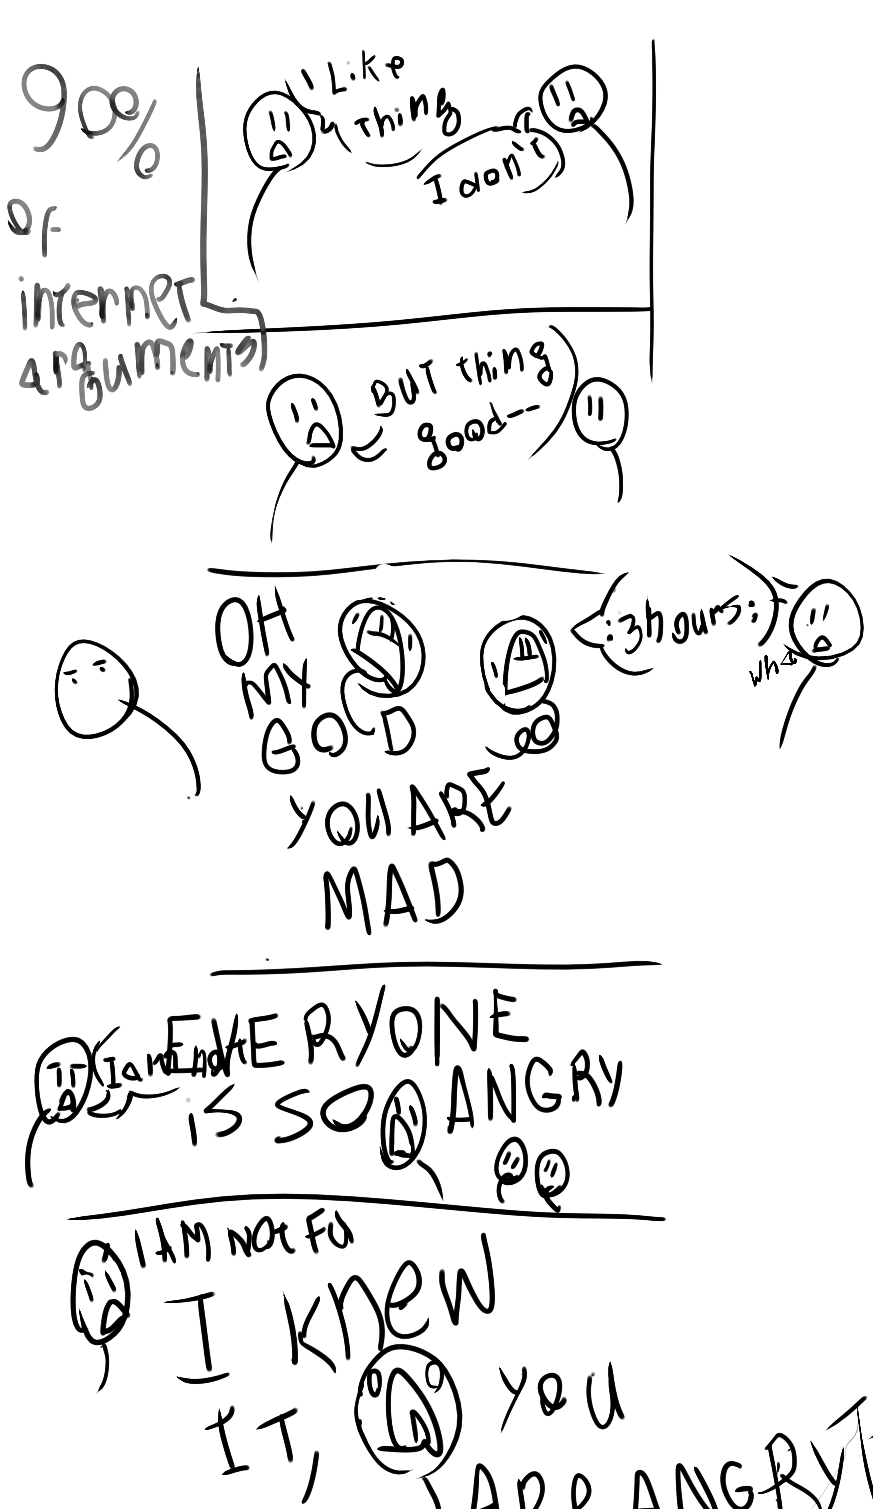 90%
of
internet
arguments
I Like
Thing
I don't
BUT thing
good--
OH
MY
GOD
:3hours:
wha
YOU ARE
MAD
EVERYONE
I am not
is so ANGRY
I AM NOt FU
I knew
IT, you
ARE ANGRY